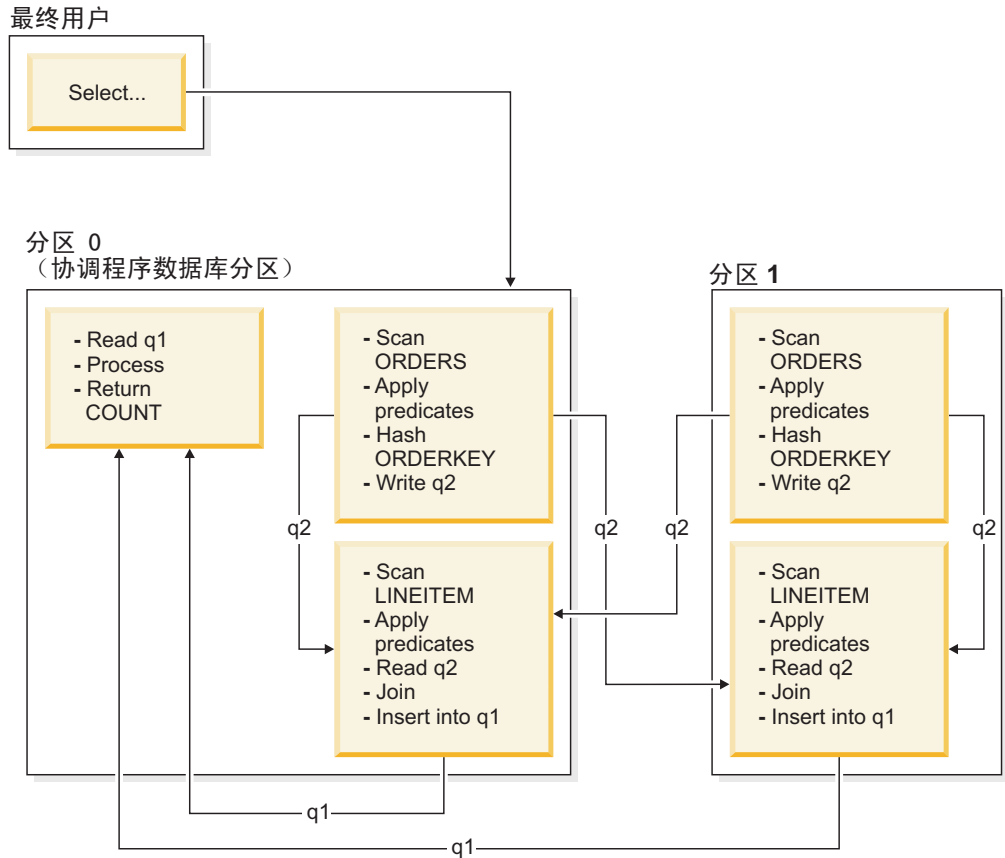 最终用户
Select...
分区 0
（协调程序数据库分区）
- Read q1
- Process
- Return
COUNT
- Scan
ORDERS
- Apply
predicates
- Hash
ORDERKEY
- Write q2
q2
- Scan
LINEITEM
- Apply
predicates
- Read q2
- Join
- Insert into q1
q2
q2
分区 1
- Scan
ORDERS
- Apply
predicates
- Hash
ORDERKEY
- Write q2
q2
- Scan
LINEITEM
- Apply
predicates
- Read q2
- Join
- Insert into q1
q1
q1